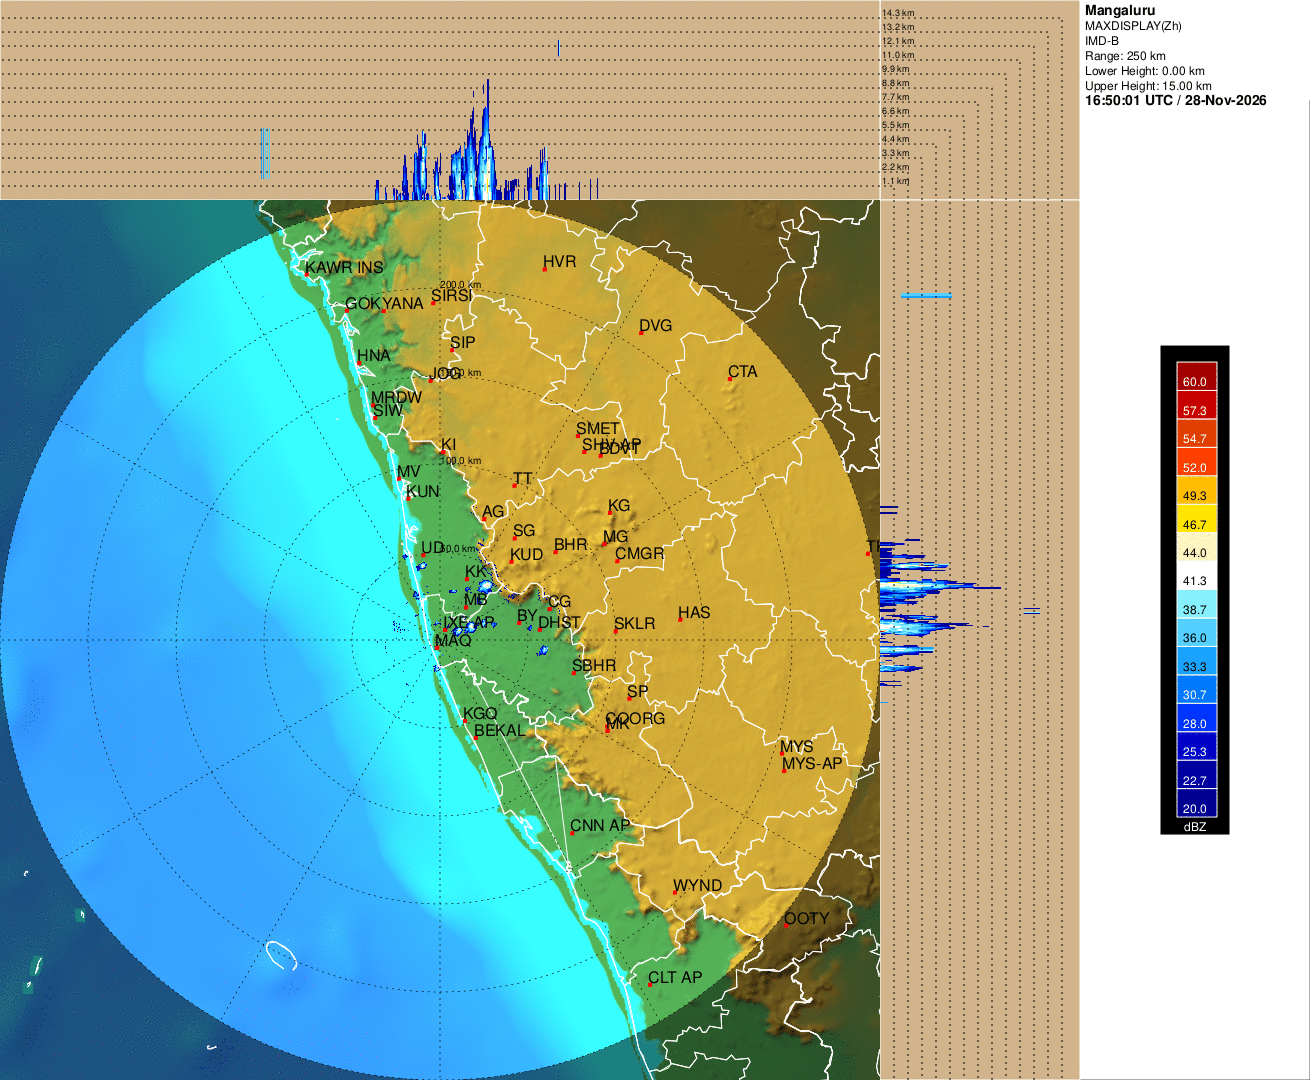 Mangaluru
MAXDISPLAY(Zh)
IMD-B
Range: 250 km
Lower Height: 0.00 km
Upper Height: 15.00 km
16:50:01 UTC / 28-Nov-2026
14.3 km
13.2 km
12.1 km
11.0 km
9.9 km
8.8 km
7.7 km
6.6 km
5.5 km
4.4 km
3.3 km
2.2 km
1.1 km
KAWR INS
HVR
200.0 km
GOKYANA
SIRSI
DVG
SIP
HNA
JOG
CTA
MRDW
SIW
SMET
SHV-AP
BDVT
KI
100.0 km
MV
TT
KUN
KG
AG
SG
MG
UD
50.0 km
KUD
BHR
CMGR
KK
MB
CG
IXE-AP
BY
DHST
SKLR
HAS
MAQ
SBHR
SP
KGQ
COORG
MK
BEKAL
MYS
MYS-AP
CNN AP
WYND
OOTY
CLT AP
60.0
57.3
54.7
52.0
49.3
46.7
44.0
41.3
38.7
36.0
33.3
30.7
28.0
25.3
22.7
20.0
dBZ